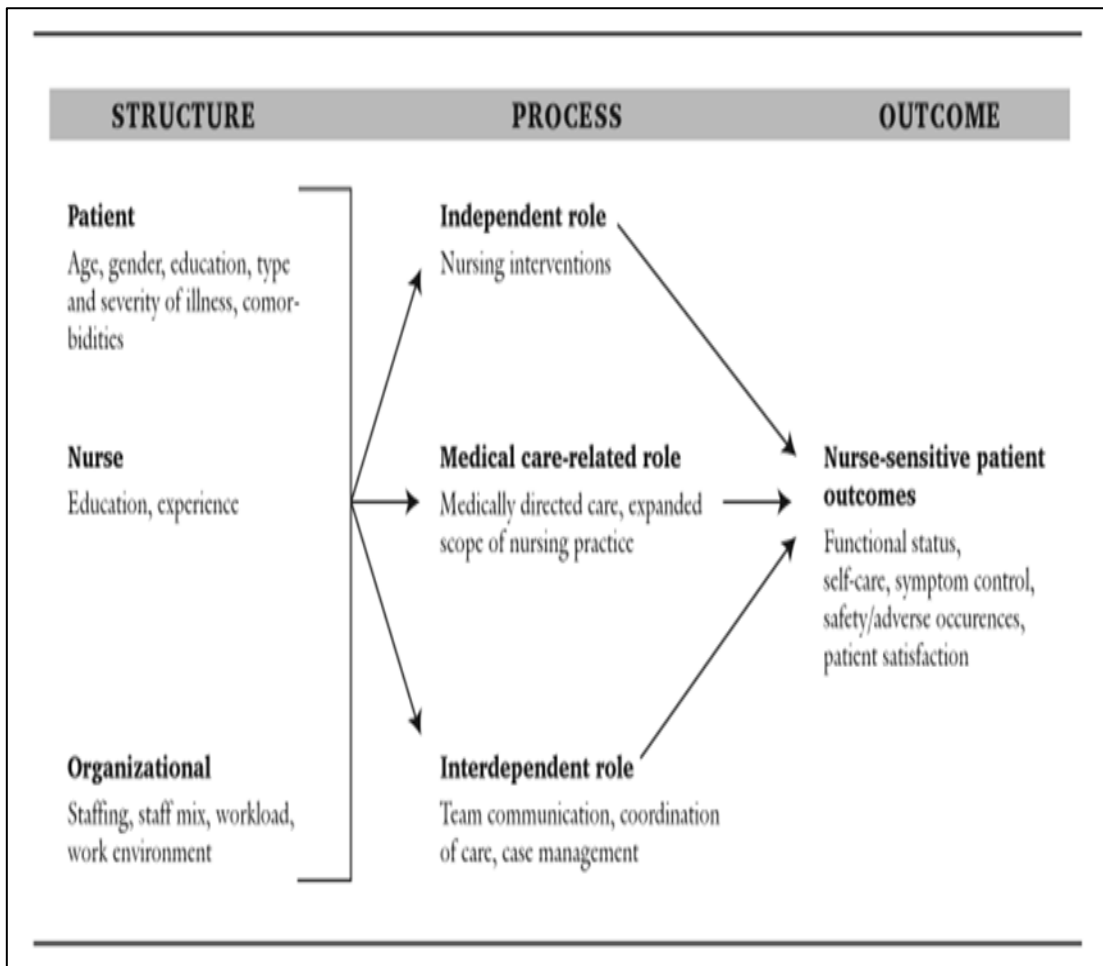 STRUCTURE
PROCESS
OUTCOME
Patient
Age, gender, education, type
and severity of illness, comor-
bidities
Nurse
Education, experience
Organizational
Staffing, staff mix, workload,
work environment
Independent role
Nursing interventions
Medical care-related role
Medically directed care, expanded
scope of nursing practice
Interdependent role
Team communication, coordination
of care, case management
Nurse-sensitive patient
outcomes
Functional status,
self-care, symptom control,
safety/adverse occurences,
patient satisfaction